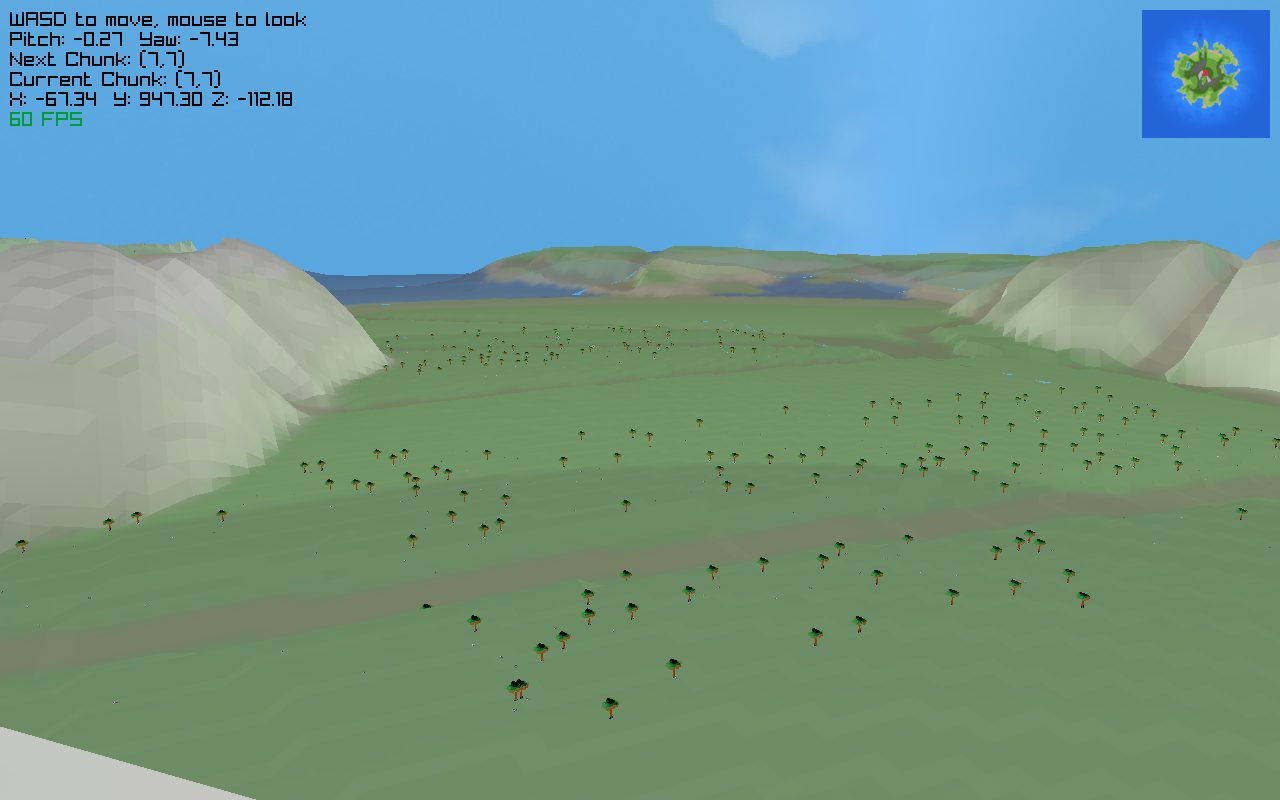 WASD to move, mouse to look
Pitch: -0.27 Yaw: -7.43
Next Chunk: (7,7)
Current Chunk: (7,7)
X: -67.34 Y: 947.30 Z: -112.18
60 FPS